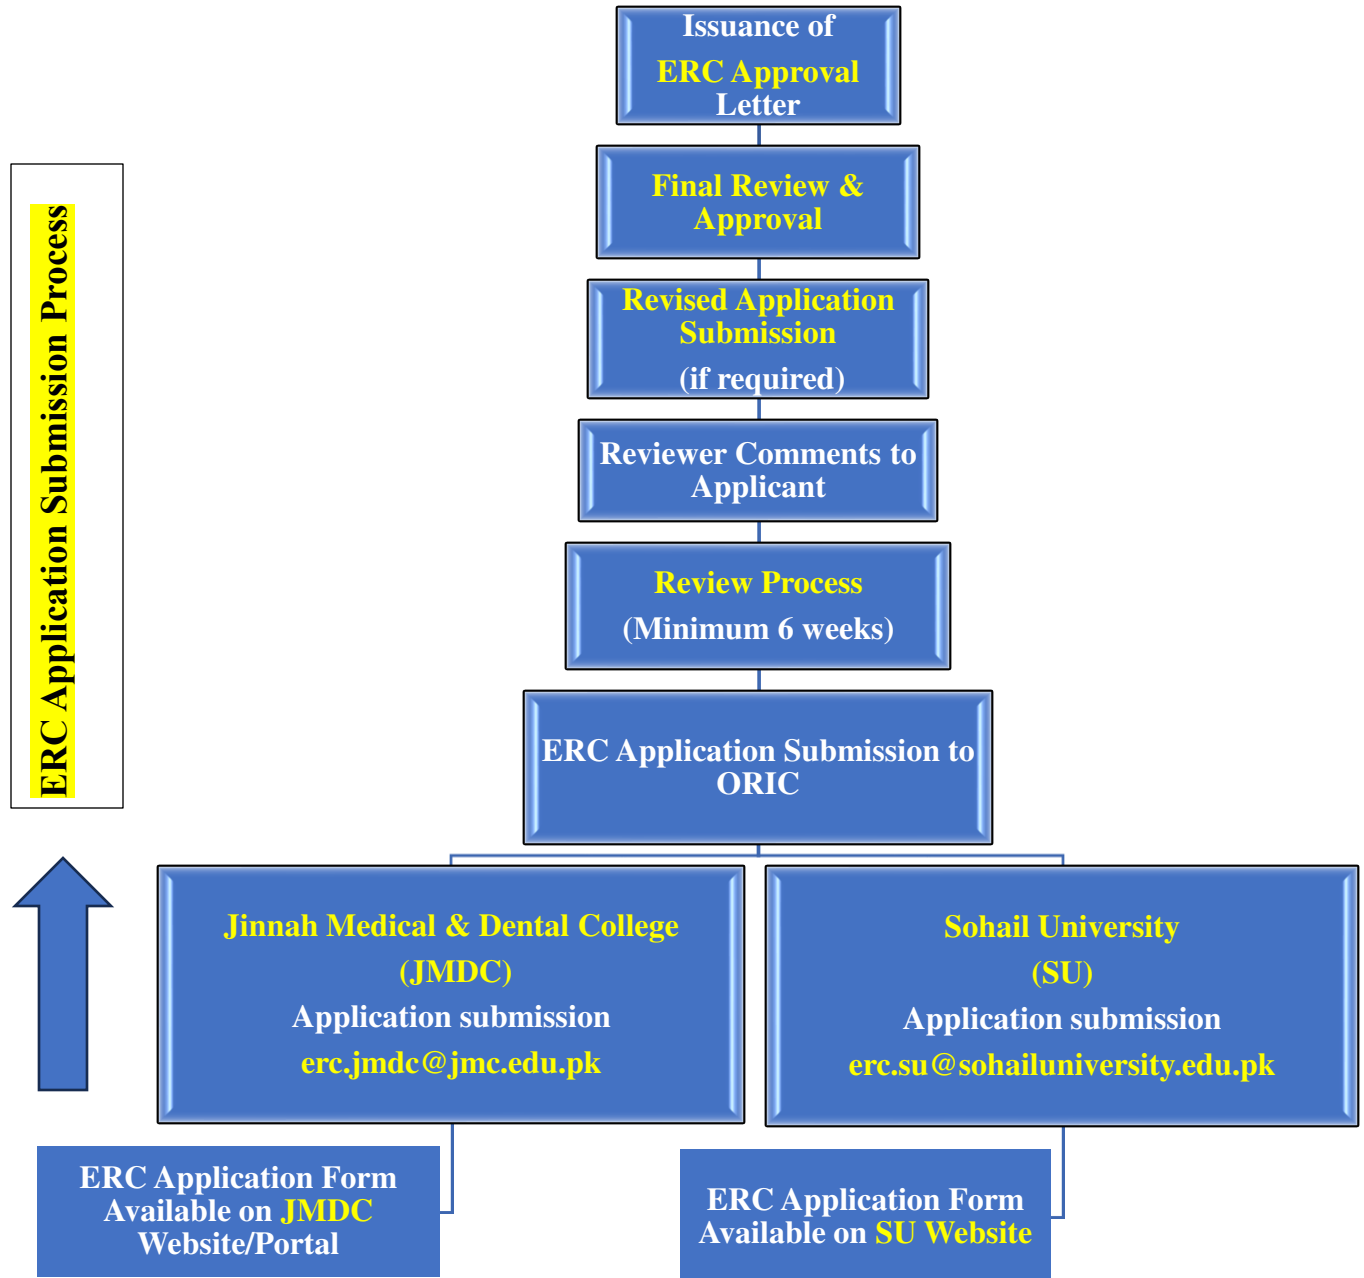 Issuance of
ERC Approval
Letter
Final Review &
Approval
Revised Application
Submission
(if required)
Reviewer Comments to
Applicant
Review Process
(Minimum 6 weeks)
ERC Application Submission to
ORIC
ERC Application Submission Process
Jinnah Medical & Dental College
(JMDC)
Application submission
erc.jmdc@jmc.edu.pk
Sohail University
(SU)
Application submission
erc.su@sohailuniversity.edu.pk
ERC Application Form
Available on JMDC
Website/Portal
ERC Application Form
Available on SU Website